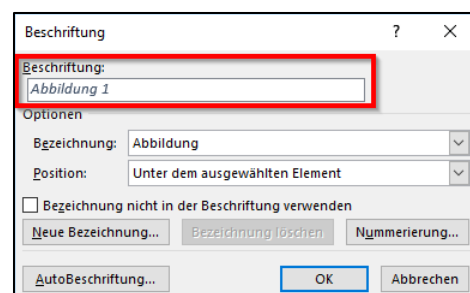 Beschriftung ?
Beschriftung:
Abbildung 1
Optionen
Bezeichnung: Abbildung
Position: Unter dem ausgewählten Element
Bezeichnung nicht in der Beschriftung verwenden
Neue Bezeichnung... Bezeichnung löschen Nummerierung...
AutoBeschriftung... OK Abbrechen